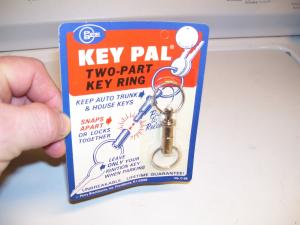 KEY PAL®
TWO-PART
KEY RING
KEEP AUTO TRUNK
& HOUSE KEYS
SNAPS
APART
OR LOCKS
TOGETHER
LEAVE
ONLY YOUR
IGNITION KEY
WHEN PARKING
UNBREAKABLE LIFETIME GUARANTEE!